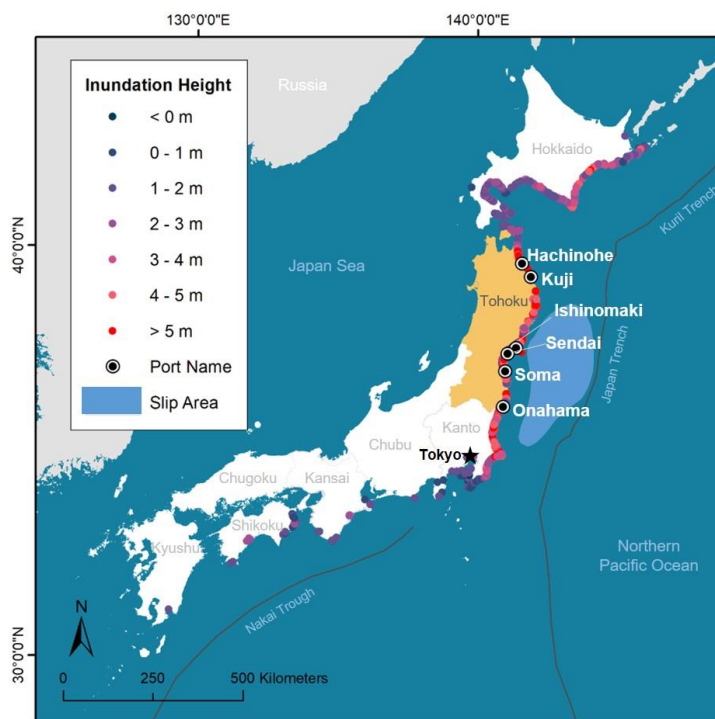 130°0'0"E
140°0'0"E
Inundation Height
< 0 m
0 - 1 m
1 - 2 m
2 - 3 m
3 - 4 m
4 - 5 m
> 5 m
Port Name
Slip Area
Russia
Hokkaido
Kuril Trench
40°0'0"N
Japan Sea
Hachinohe
Kuji
Tohoku
Ishinomaki
Sendai
Japan Trench
Soma
Onahama
Kanto
Chubu
Tokyo
Chugoku
Kansai
Shikoku
Kyushu
Northern
Pacific Ocean
Nakai Trough
N
30°0'0"N
0
250
500 Kilometers